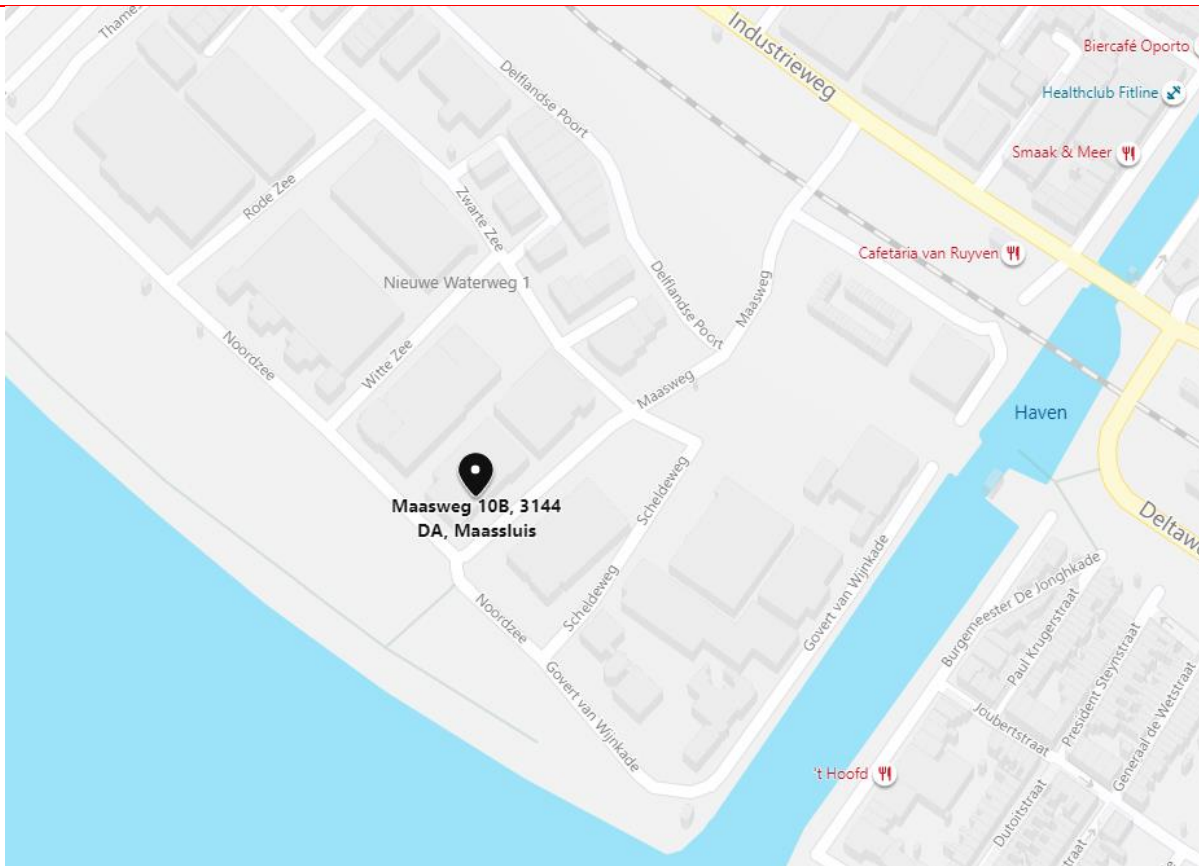 Thames
Industrieweg
Biercafé Oporto
Healthclub Fitline
Delflandse Poort
Smaak & Meer
Rode Zee
Zwarte Zee
Cafetaria van Ruyven
Nieuwe Waterweg 1
Delflandse Poort
Maasweg
Noordzee
Witte Zee
Maasweg
Haven
Maasweg 10B, 3144
DA, Maassluis
Scheldeweg
Deltaw
Scheldeweg
Noordzee
Govert van Wijnkade
Burgemeester De Jonghkade
Paul Krugerstraat
President Steynstraat
Generaal de Wetstraat
Govert van Wijnkade
Joubertstraat
't Hoofd
Dutoitstraat
straat